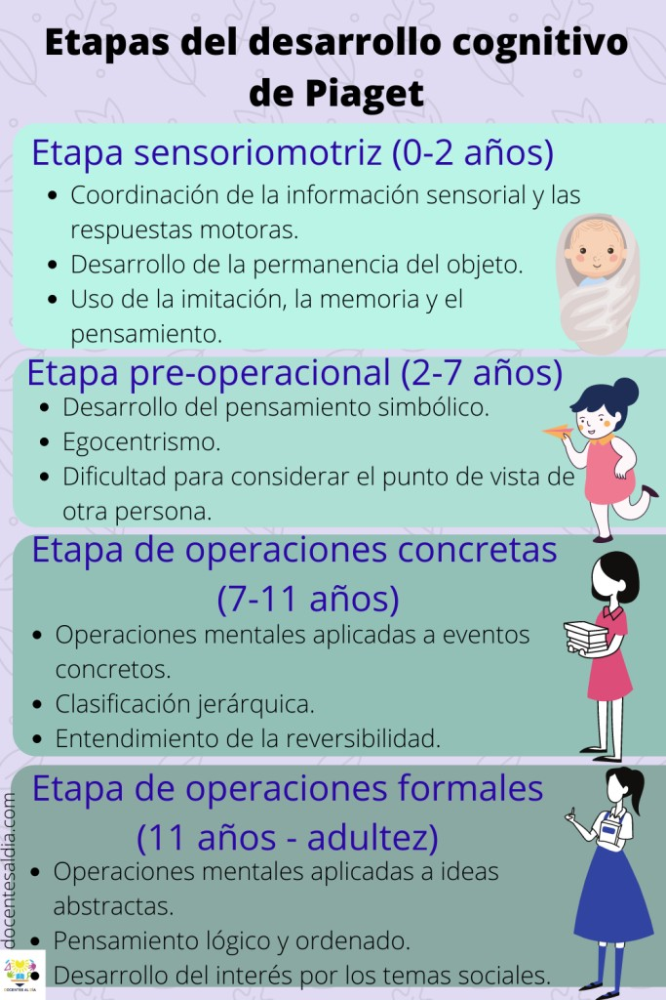 Etapas del desarrollo cognitivo
de Piaget
Etapa sensoriomotriz (0-2 años)
• Coordinación de la información sensorial y las
respuestas motoras.
• Desarrollo de la permanencia del objeto.
• Uso de la imitación, la memoria y el
pensamiento.
Etapa pre-operacional (2-7 años)
• Desarrollo del pensamiento simbólico.
• Egocentrismo.
• Dificultad para considerar el punto de vista de
otra persona.
Etapa de operaciones concretas
(7-11 años)
• Operaciones mentales aplicadas a eventos
concretos.
• Clasificación jerárquica.
• Entendimiento de la reversibilidad.
Etapa de operaciones formales
(11 años - adultez)
• Operaciones mentales aplicadas a ideas
abstractas.
• Pensamiento lógico y ordenado.
• Desarrollo del interés por los temas sociales.
docentesaldia.com
DOCENTES AL DÍA